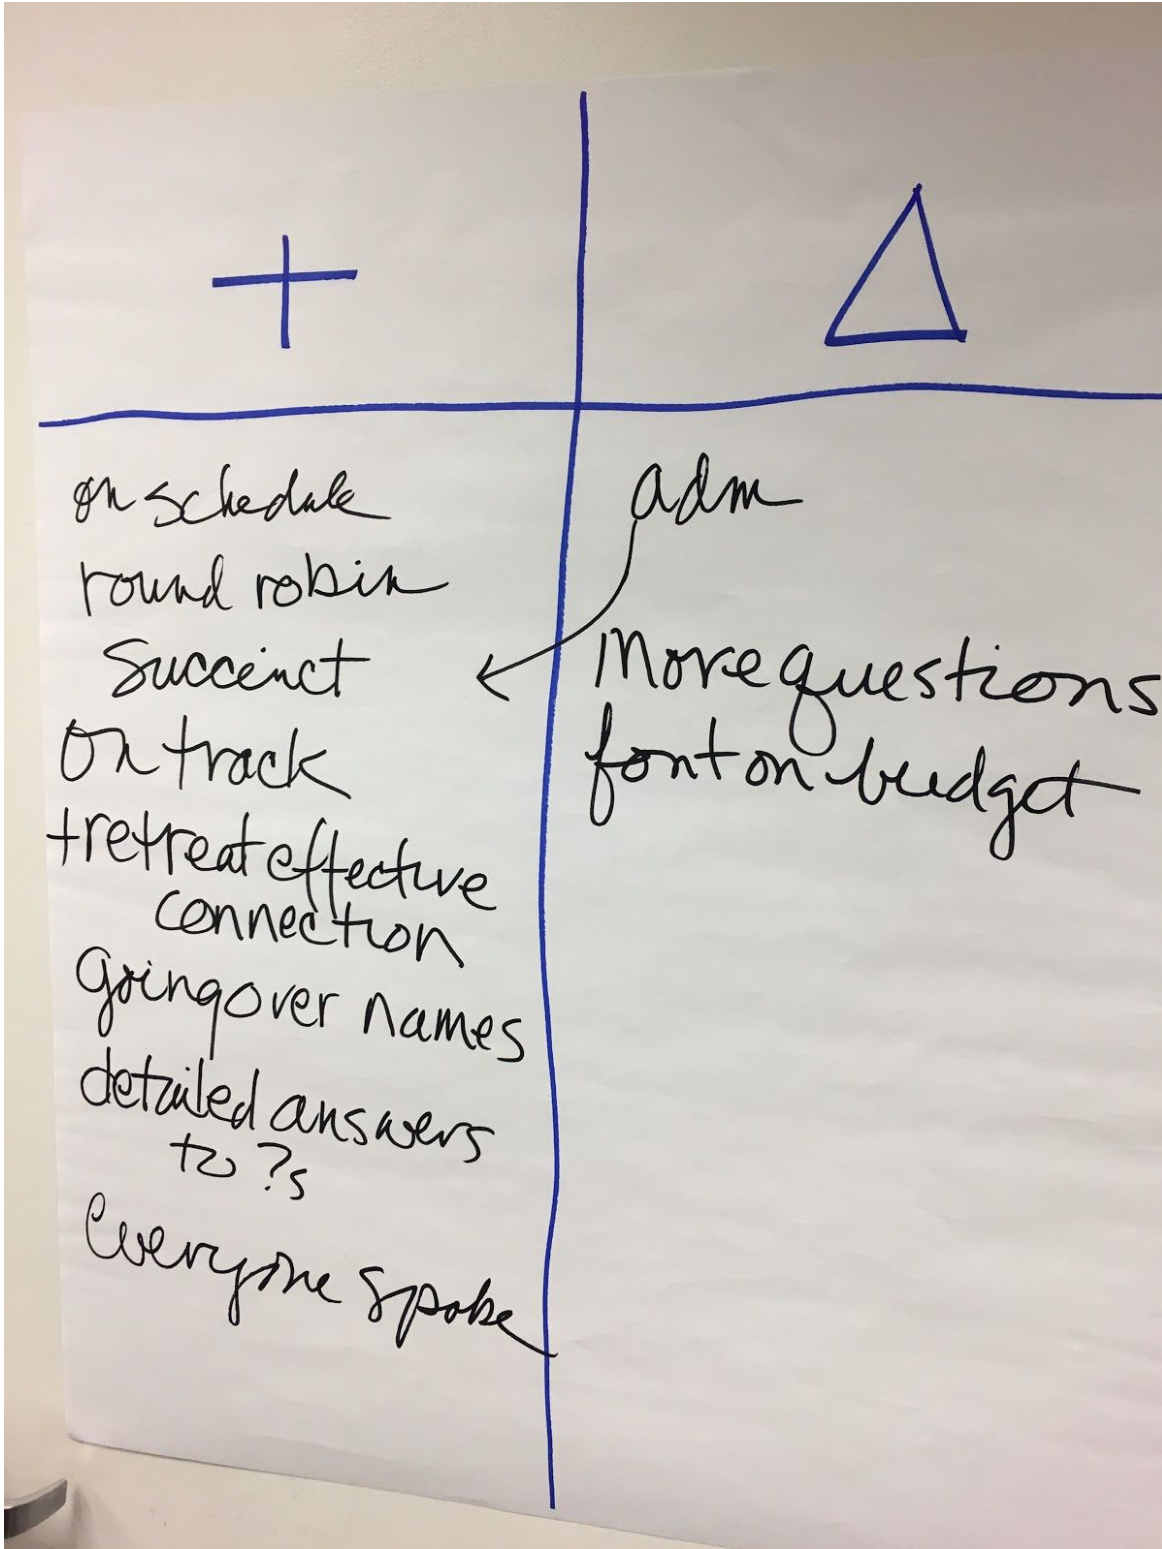 +
on schedule
round robin
Succinct
On track
+retreat effective
connection
going over names
detailed answers
to ?s
Everyone spoke
Δ
adm
More questions
font on budget